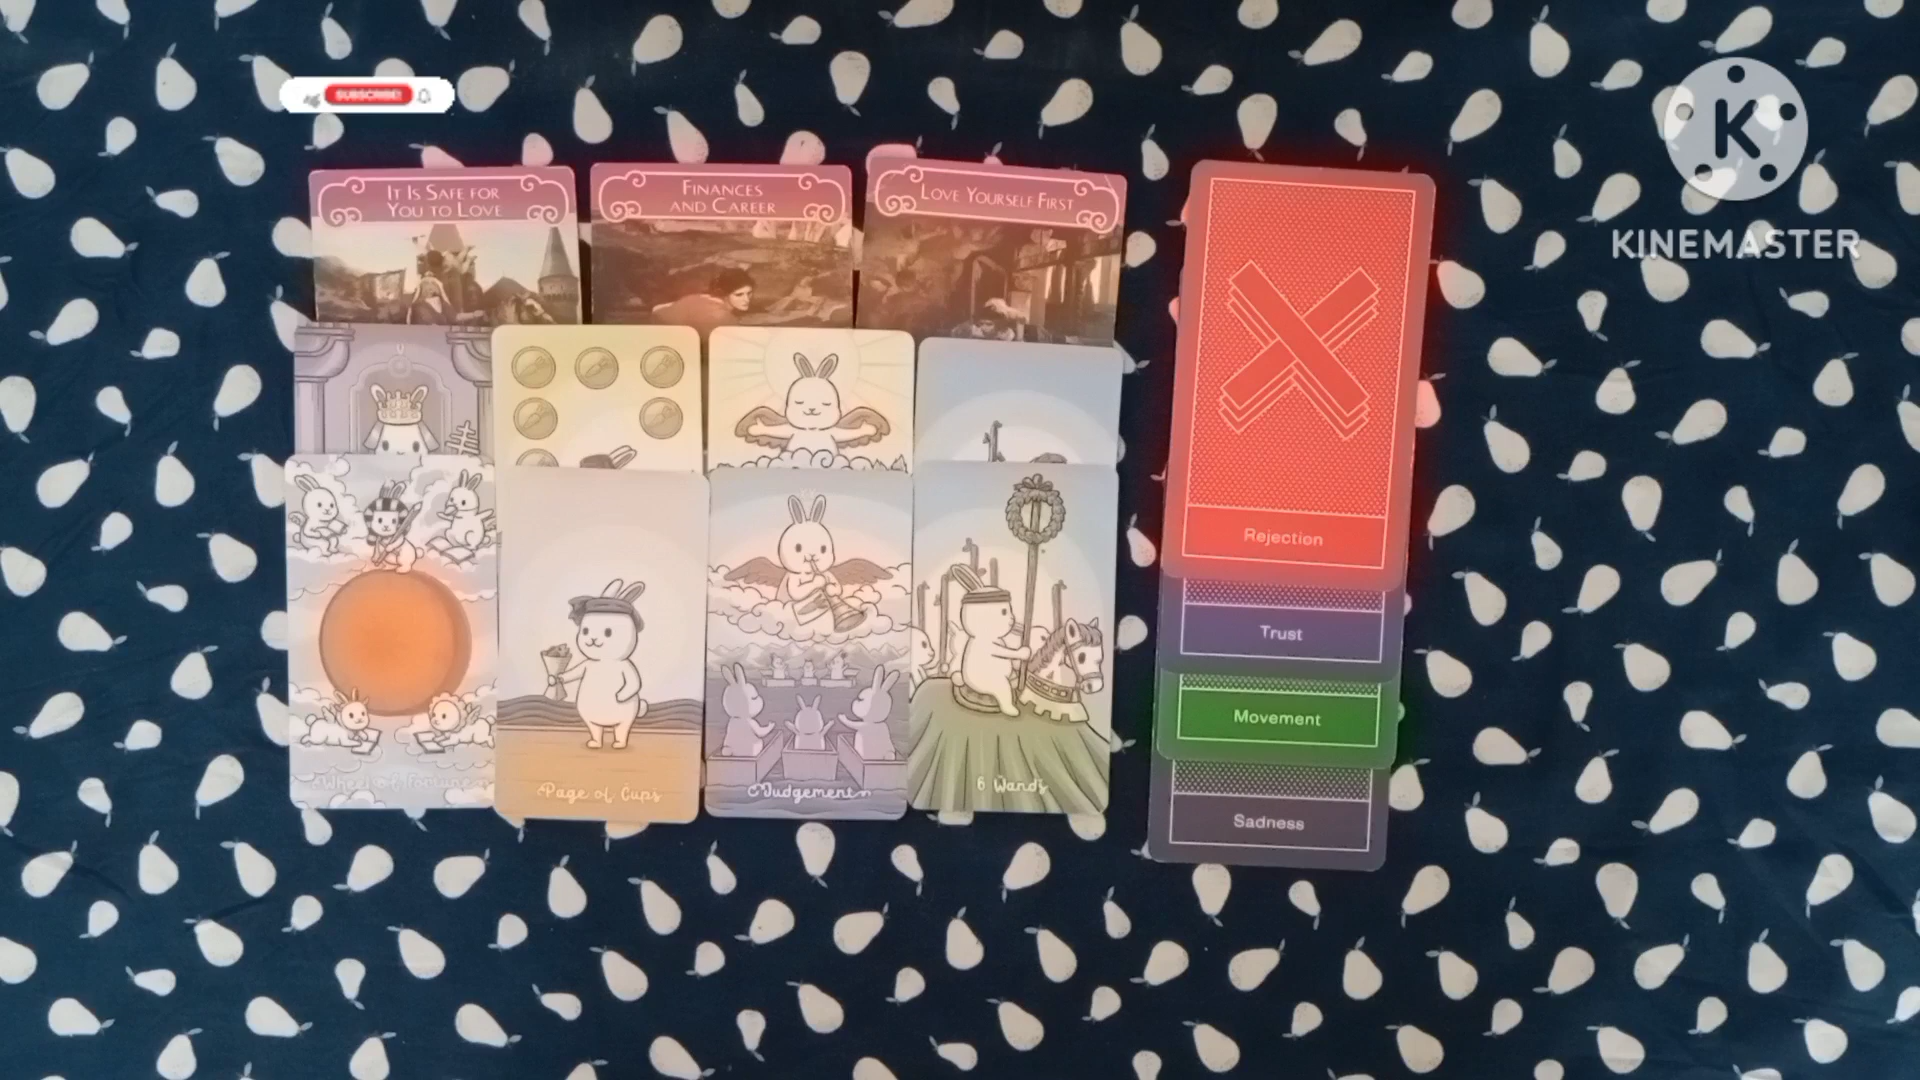 SUBSCRIBE!
K
KINEMASTER
IT IS SAFE FOR
YOU TO LOVE
FINANCES
AND CAREER
LOVE YOURSELF FIRST
Rejection
Trust
Movement
Sadness
Wheel of Fortune
Page of Cups
Judgement
6 Wands